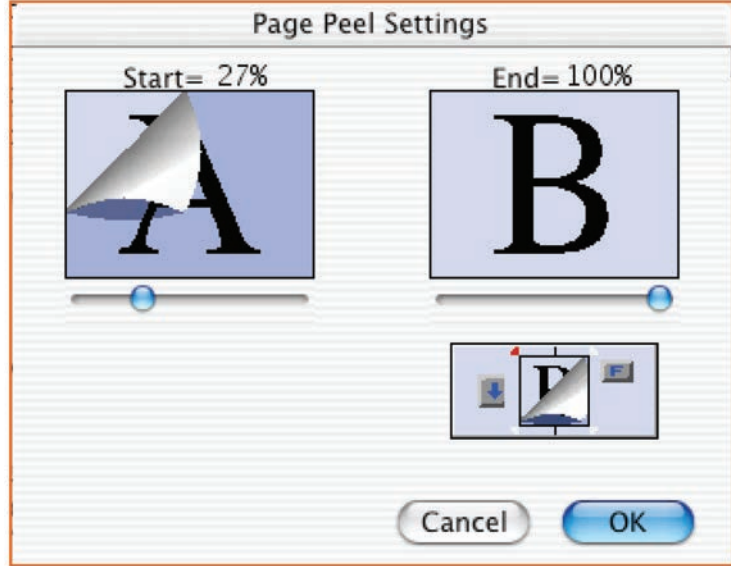 Page Peel Settings
Start= 27%
End= 100%
A
B
B
F
Cancel
OK